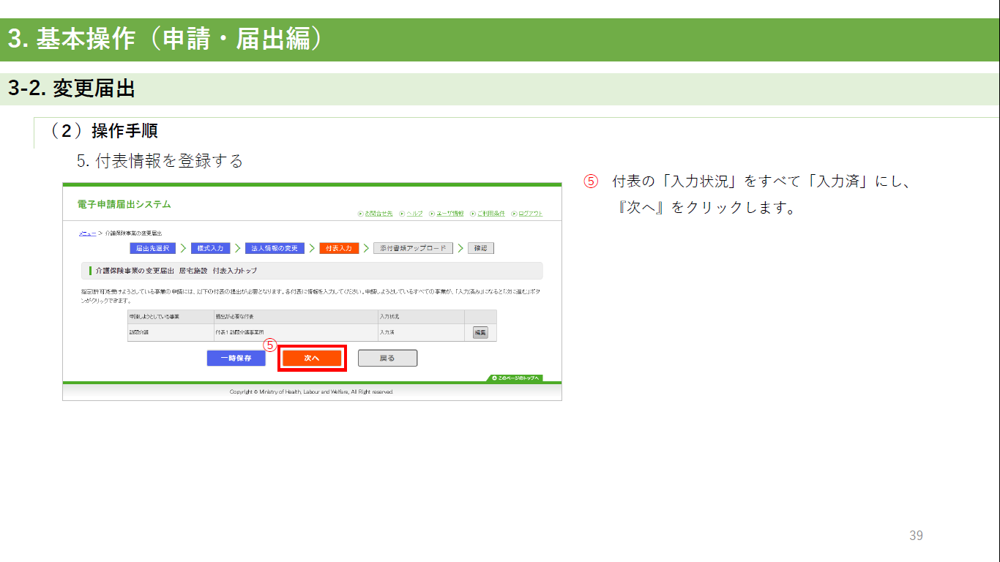 3. 基本操作（申請・届出編）
3-2. 変更届出
（２）操作手順
5. 付表情報を登録する
⑤ 付表の「入力状況」をすべて「入力済」にし、
『次へ』をクリックします。
電子申請届出システム
お問合せ先 ヘルプ ユーザ情報 ご利用条件 ログアウト
メニュー > 介護保険事業の変更届出
届出先選択 様式入力 法人情報の変更 付表入力 添付書類アップロード 確認
介護保険事業の変更届出 居宅施設 付表入力トップ
指定(許可)を受けようとしている事業の申請には、以下の付表の提出が必要となります。各付表に情報を入力してください。申請しようとしているすべての事業が、「入力済み」になると「次に進む」ボタ
ンがクリックできます。
申請しようとしている事業 提出が必要な付表 入力状況
訪問介護 付表1 訪問介護事業所 入力済 編集
⑤
一時保存 次へ 戻る
このページのトップへ
Copyright © Ministry of Health, Labour and Welfare, All Right reserved.
39